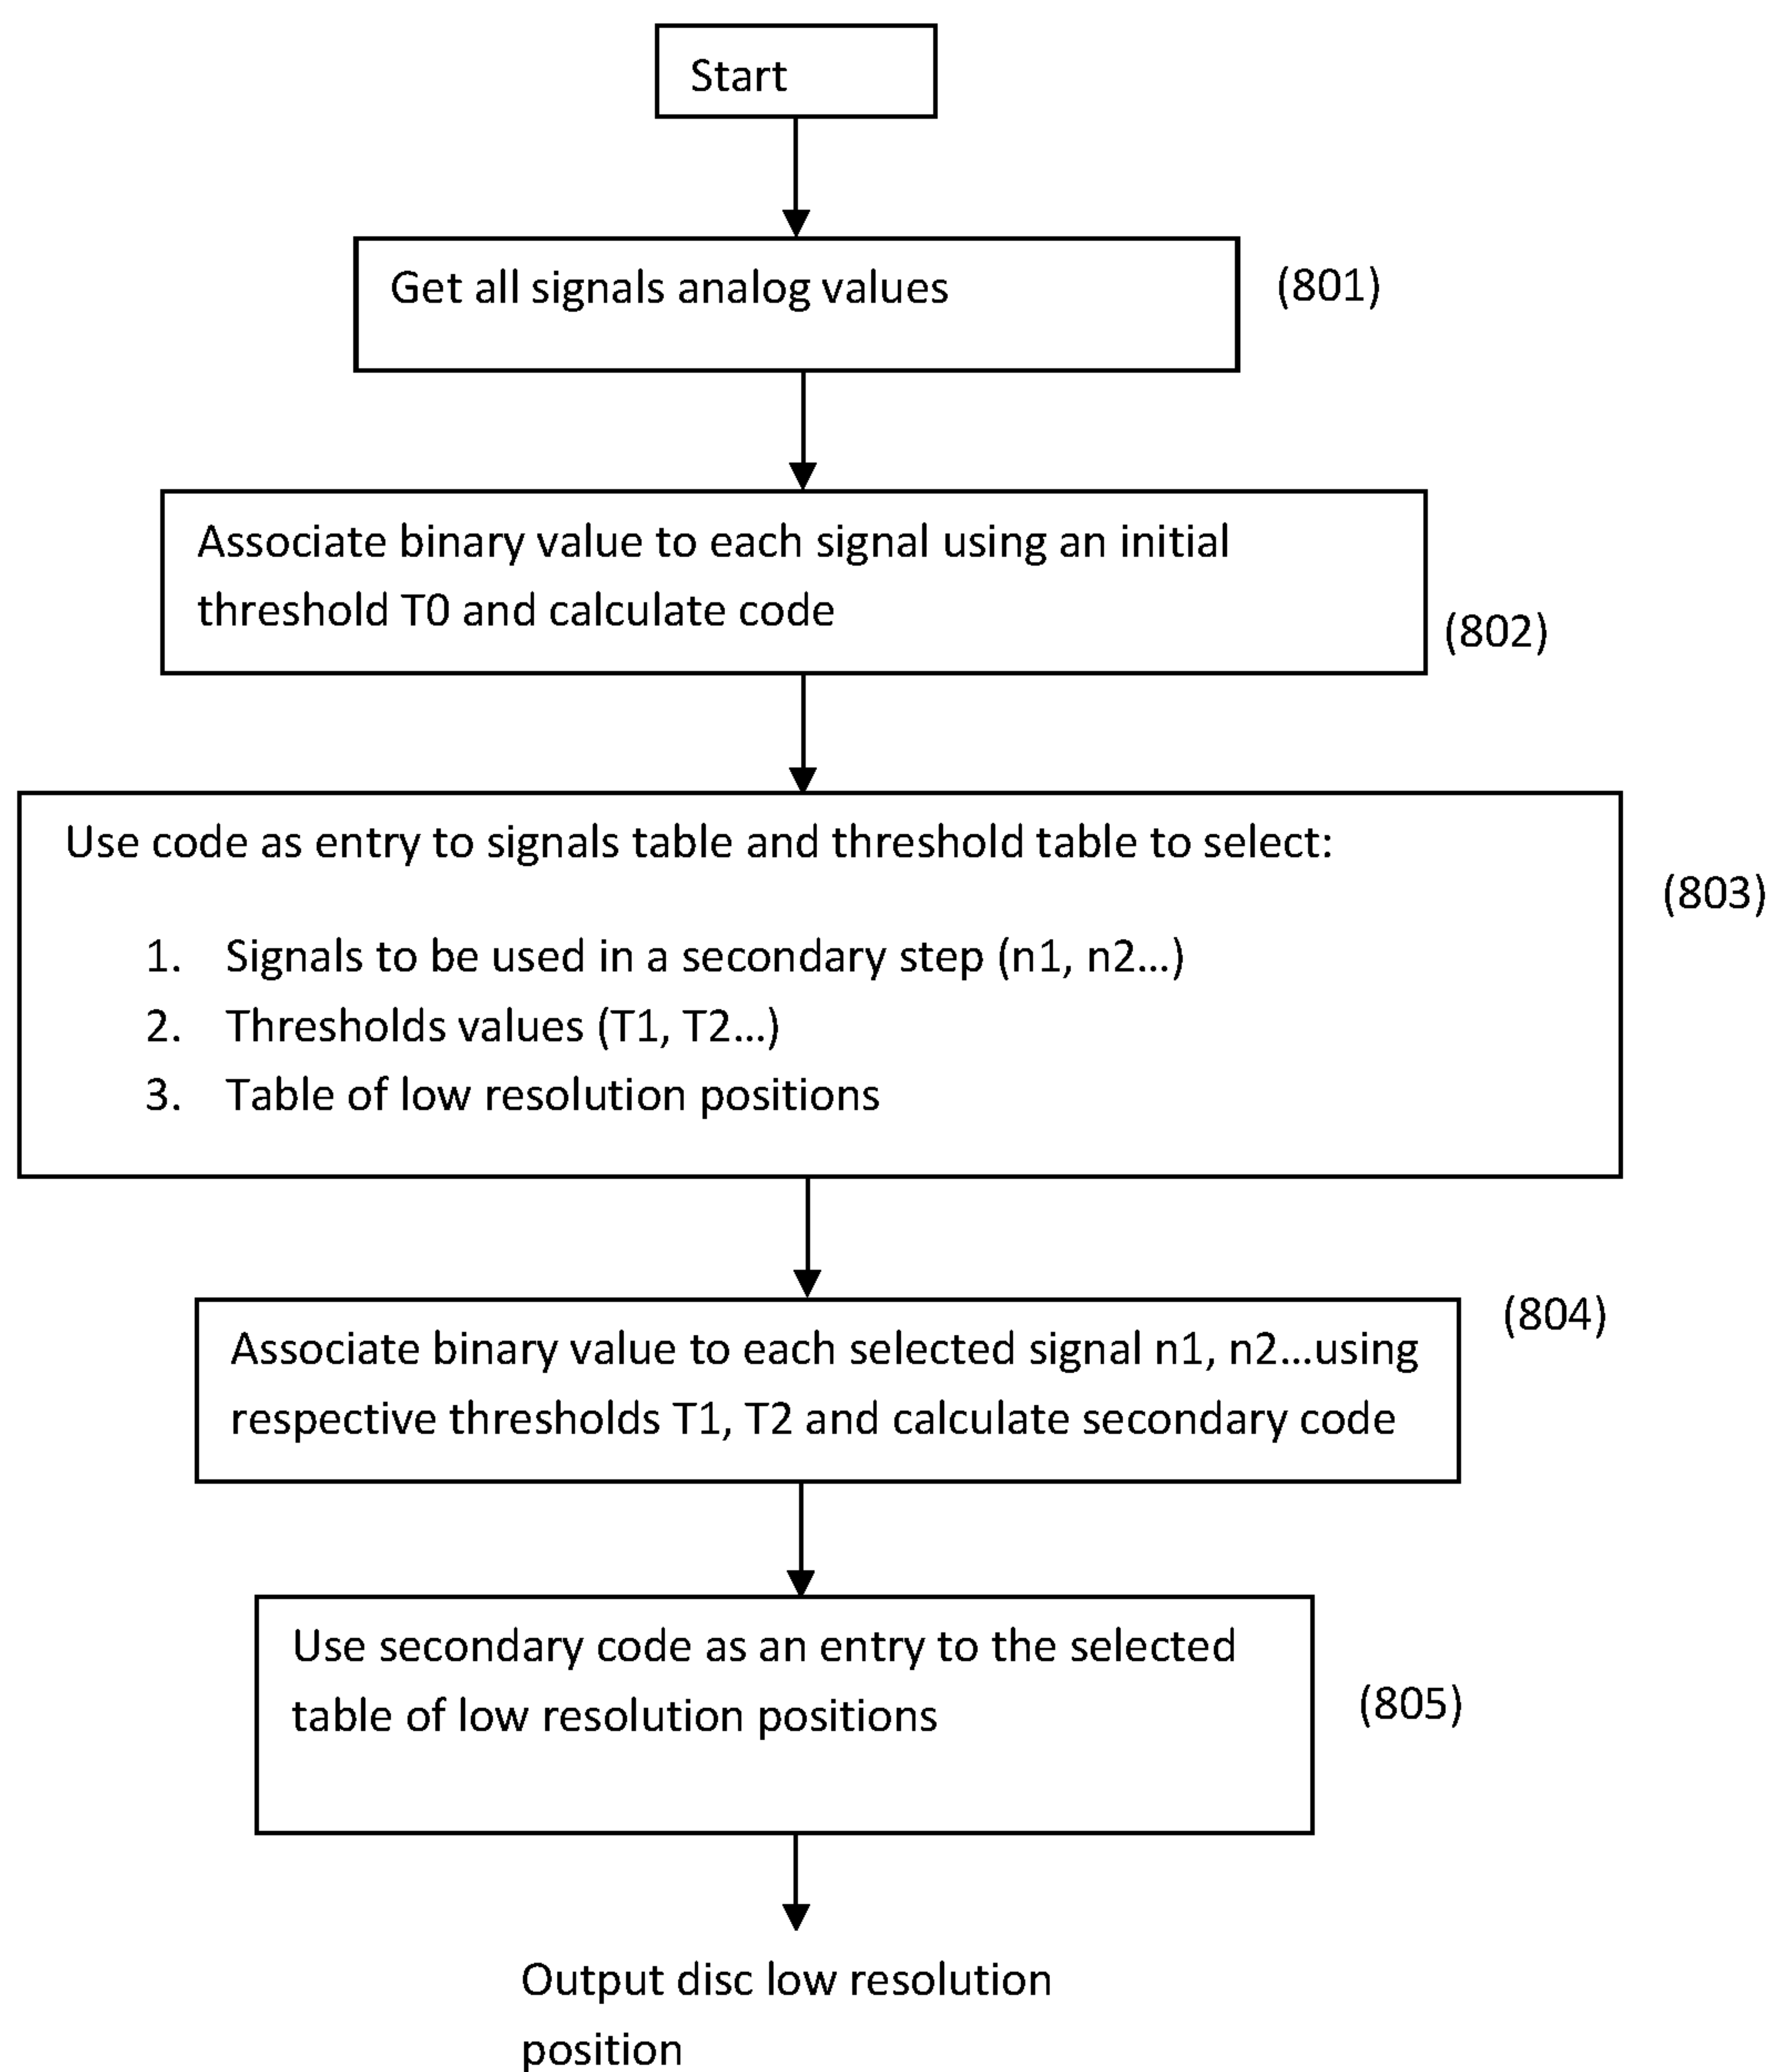 Start
Get all signals analog values
(801)
Associate binary value to each signal using an initial
threshold T0 and calculate code
(802)
Use code as entry to signals table and threshold table to select:
(803)
1. Signals to be used in a secondary step (n1, n2...)
2. Thresholds values (T1, T2...)
3. Table of low resolution positions
(804)
Associate binary value to each selected signal n1, n2...using
respective thresholds T1, T2 and calculate secondary code
Use secondary code as an entry to the selected
table of low resolution positions
(805)
Output disc low resolution
position